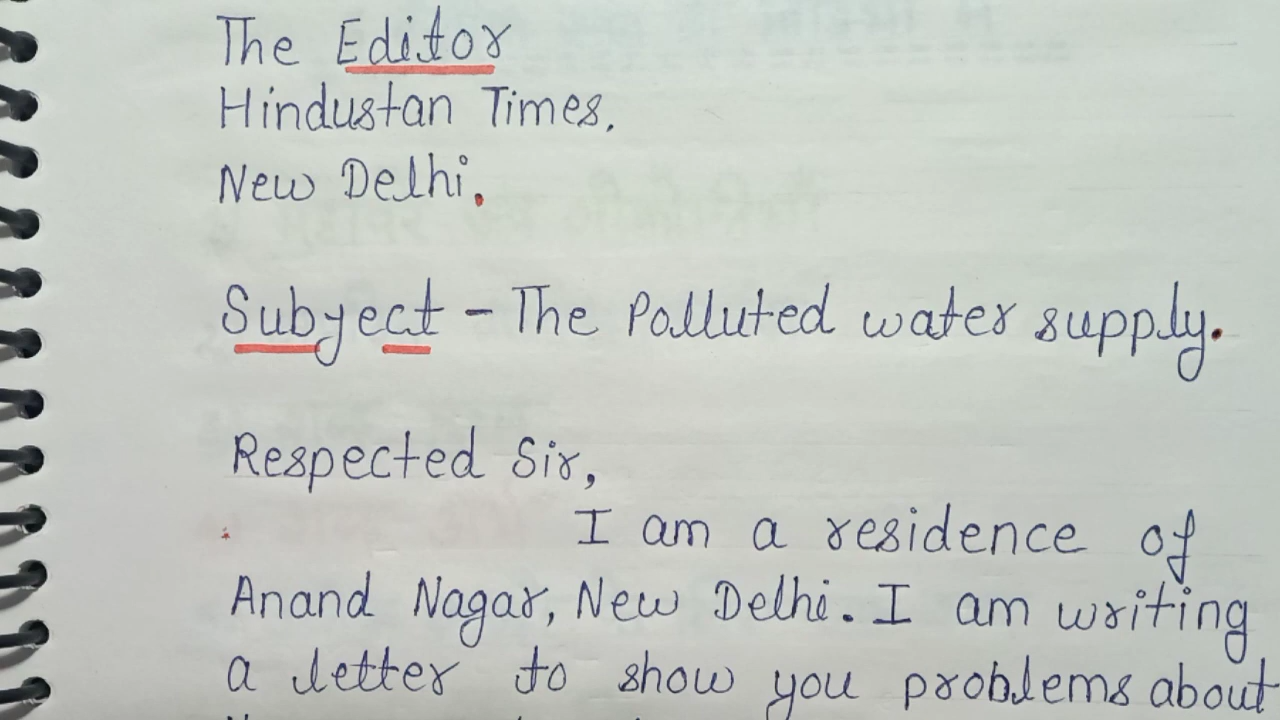 The Editor
Hindustan Times,
New Delhi.
Subyect - The Polluted water supply.
Respected Sir,
I am a residence of
Anand Nagar, New Delhi. I am writing
a letter to show you problems about